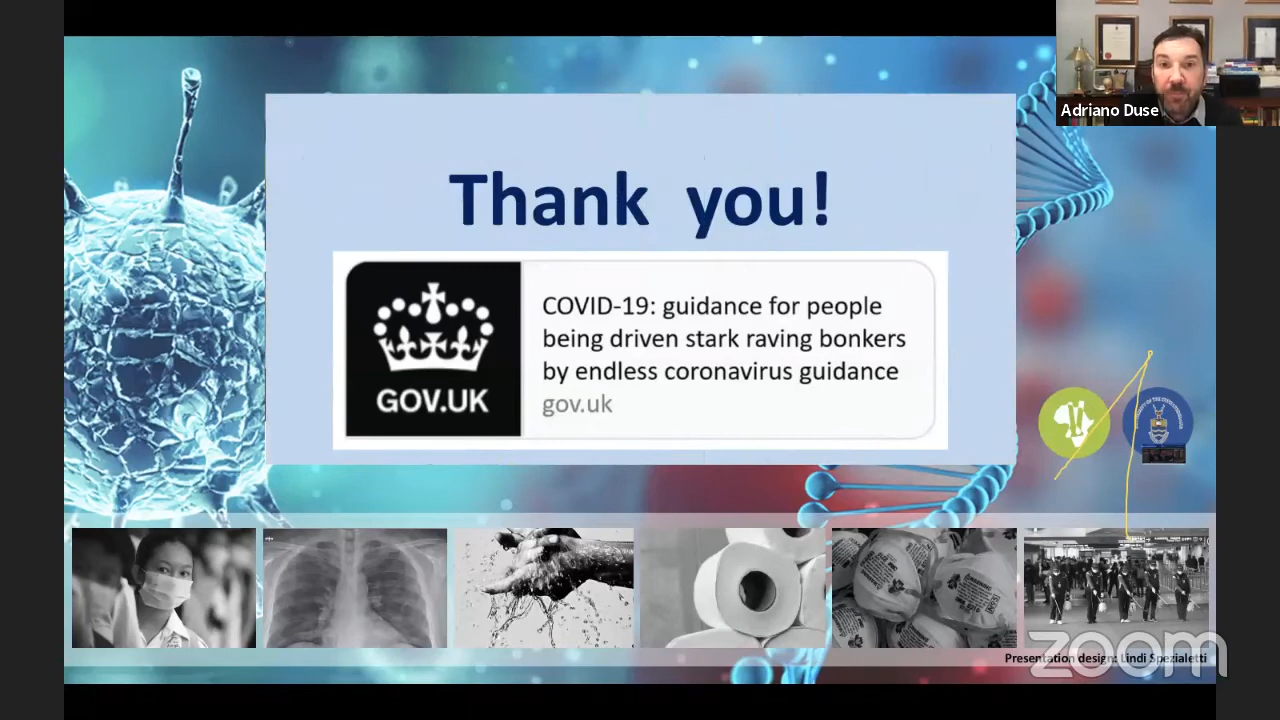 Adriano Duse
Thank you!
GOV.UK
COVID-19: guidance for people
being driven stark raving bonkers
by endless coronavirus guidance
gov.uk
Presentation design: Lindi Spezialetti
zoom